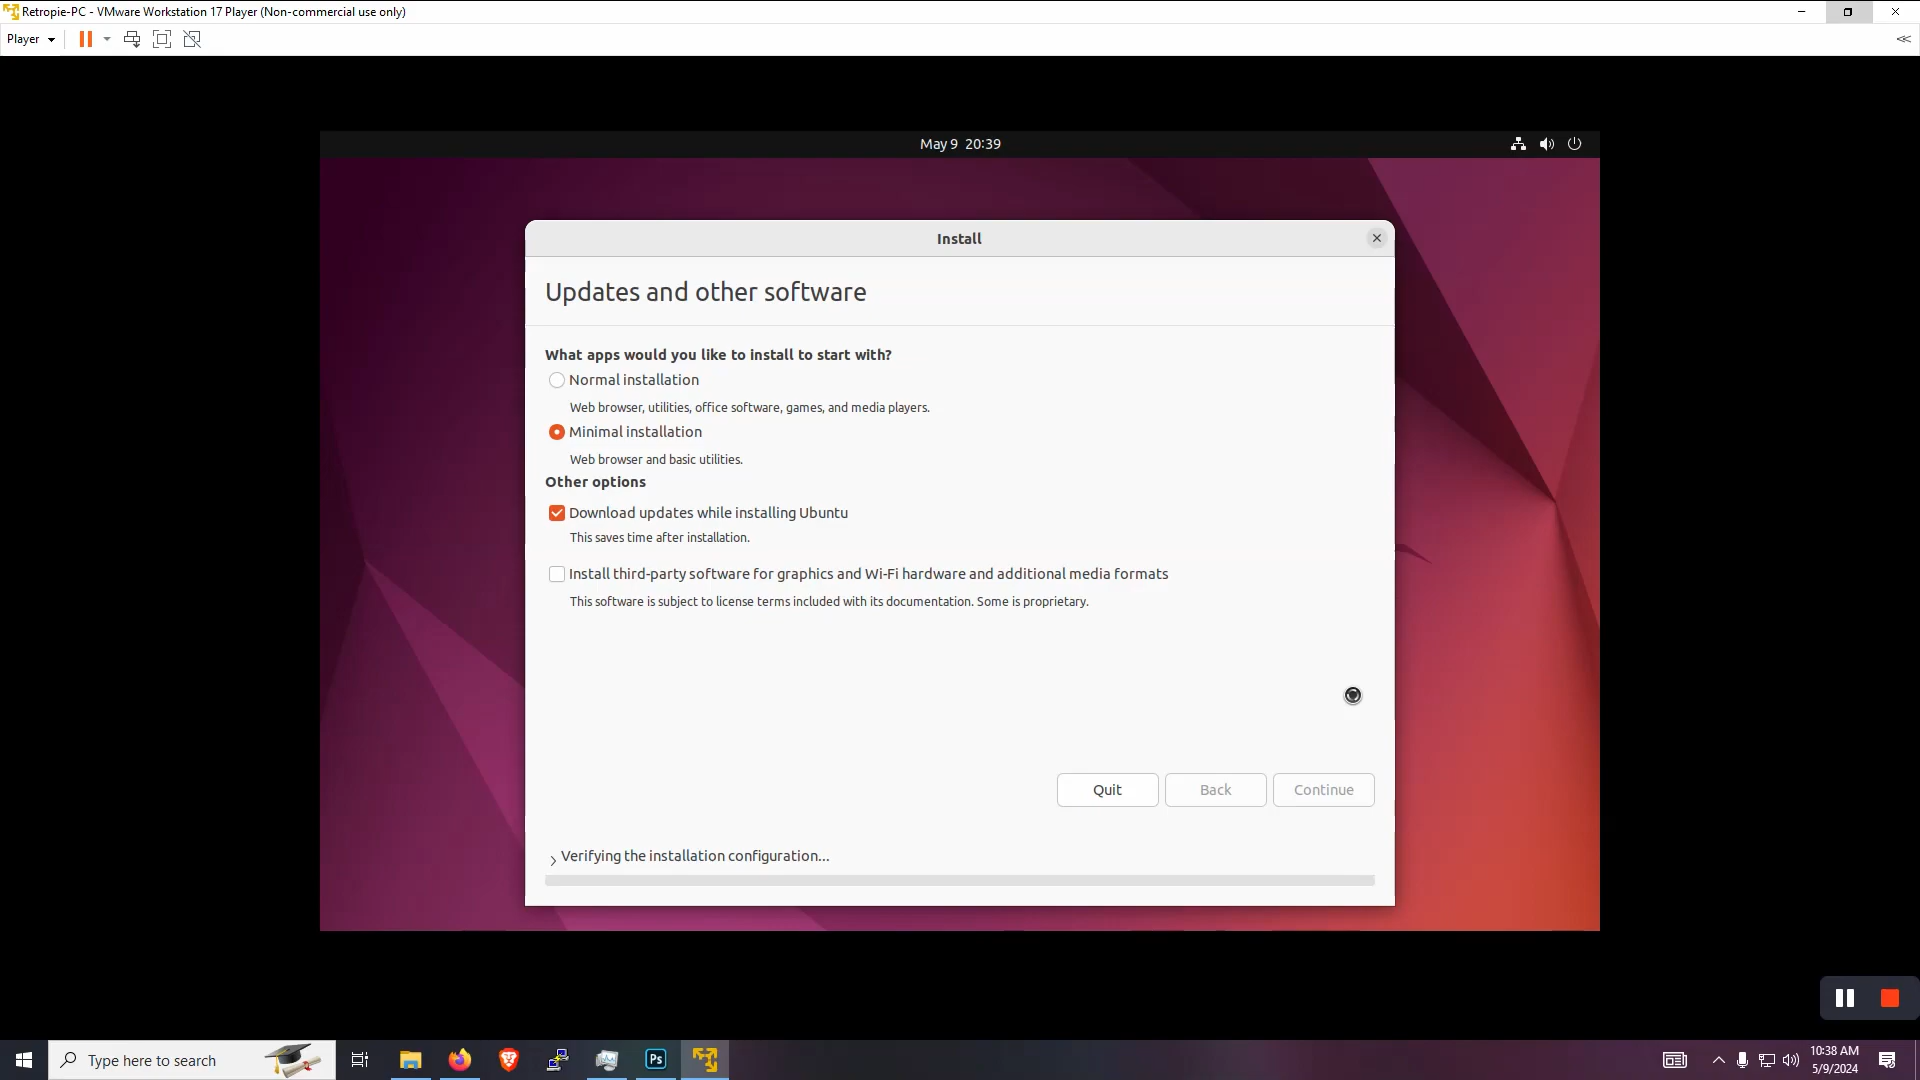 Retropie-PC - VMware Workstation 17 Player (Non-commercial use only)
Player
May 9 20:39
Install
Updates and other software
What apps would you like to install to start with?
Normal installation
Web browser, utilities, office software, games, and media players.
Minimal installation
Web browser and basic utilities.
Other options
Download updates while installing Ubuntu
This saves time after installation.
Install third-party software for graphics and Wi-Fi hardware and additional media formats
This software is subject to license terms included with its documentation. Some is proprietary.
Quit
Back
Continue
Verifying the installation configuration...
Type here to search
Ps
10:38 AM
5/9/2024